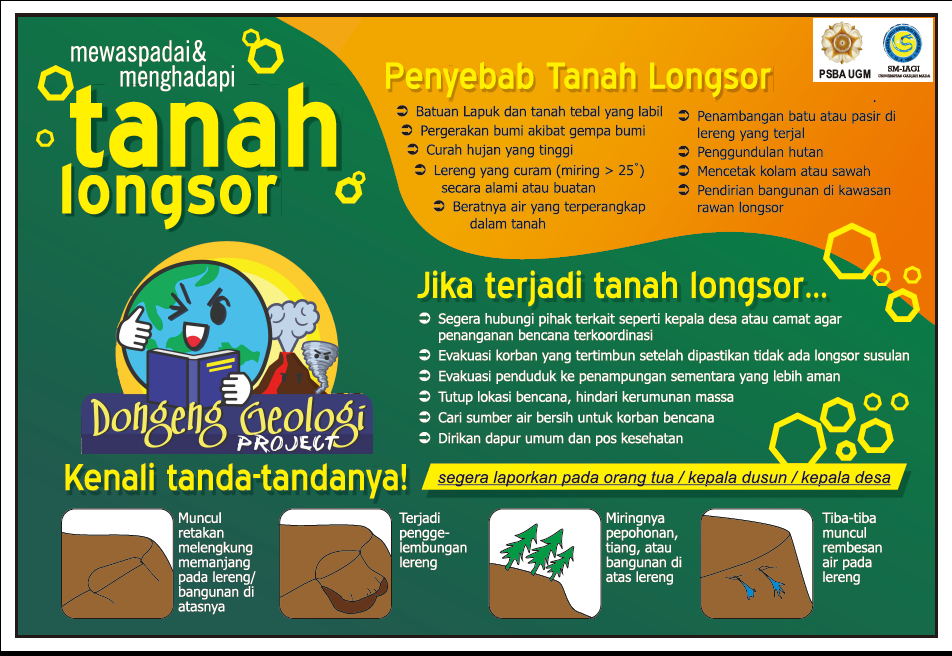 mewaspadai&
menghadapi
tanah
longsor
PSBA UGM
SM-IAGI
UNIVERSITAS GADJAH MADA
Penyebab Tanah Longsor
Batuan Lapuk dan tanah tebal yang labil
Pergerakan bumi akibat gempa bumi
Curah hujan yang tinggi
Lereng yang curam (miring > 25°)
secara alami atau buatan
Beratnya air yang terperangkap
dalam tanah
Penambangan batu atau pasir di
lereng yang terjal
Penggundulan hutan
Mencetak kolam atau sawah
Pendirian bangunan di kawasan
rawan longsor
Dongeng Geologi
PROJECT
Jika terjadi tanah longsor...
Segera hubungi pihak terkait seperti kepala desa atau camat agar
penanganan bencana terkoordinasi
Evakuasi korban yang tertimbun setelah dipastikan tidak ada longsor susulan
Evakuasi penduduk ke penampungan sementara yang lebih aman
Tutup lokasi bencana, hindari kerumunan massa
Cari sumber air bersih untuk korban bencana
Dirikan dapur umum dan pos kesehatan
Kenali tanda-tandanya!
segera laporkan pada orang tua / kepala dusun / kepala desa
Muncul
retakan
melengkung
memanjang
pada lereng/
bangunan di
atasnya
Terjadi
pengge-
lembungan
lereng
Miringnya
pepohonan,
tiang, atau
bangunan di
atas lereng
Tiba-tiba
muncul
rembesan
air pada
lereng